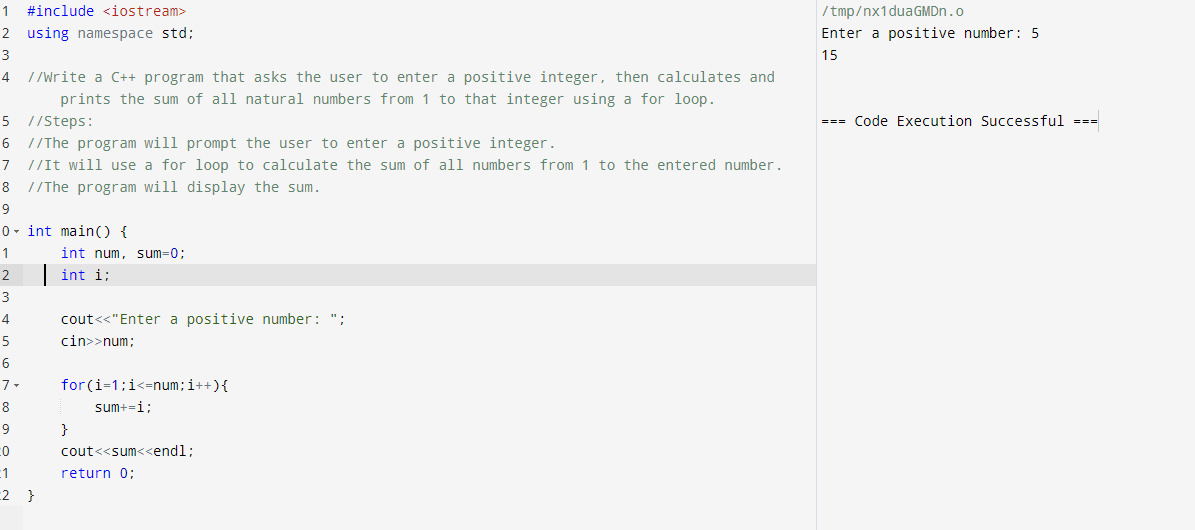 1 #include <iostream>
2 using namespace std;
3
4 //Write a C++ program that asks the user to enter a positive integer, then calculates and
prints the sum of all natural numbers from 1 to that integer using a for loop.
5 //Steps:
6 //The program will prompt the user to enter a positive integer.
7 //It will use a for loop to calculate the sum of all numbers from 1 to the entered number.
8 //The program will display the sum.
9
0 int main() {
1 int num, sum=0;
2 int i;
3
4 cout<<"Enter a positive number: ";
5 cin>>num;
6
7 for(i=1;i<=num;i++){
8 sum+=i;
9 }
0 cout<<sum<<endl;
1 return 0;
2 }
/tmp/nx1duaGMDn.o
Enter a positive number: 5
15
=== Code Execution Successful ===